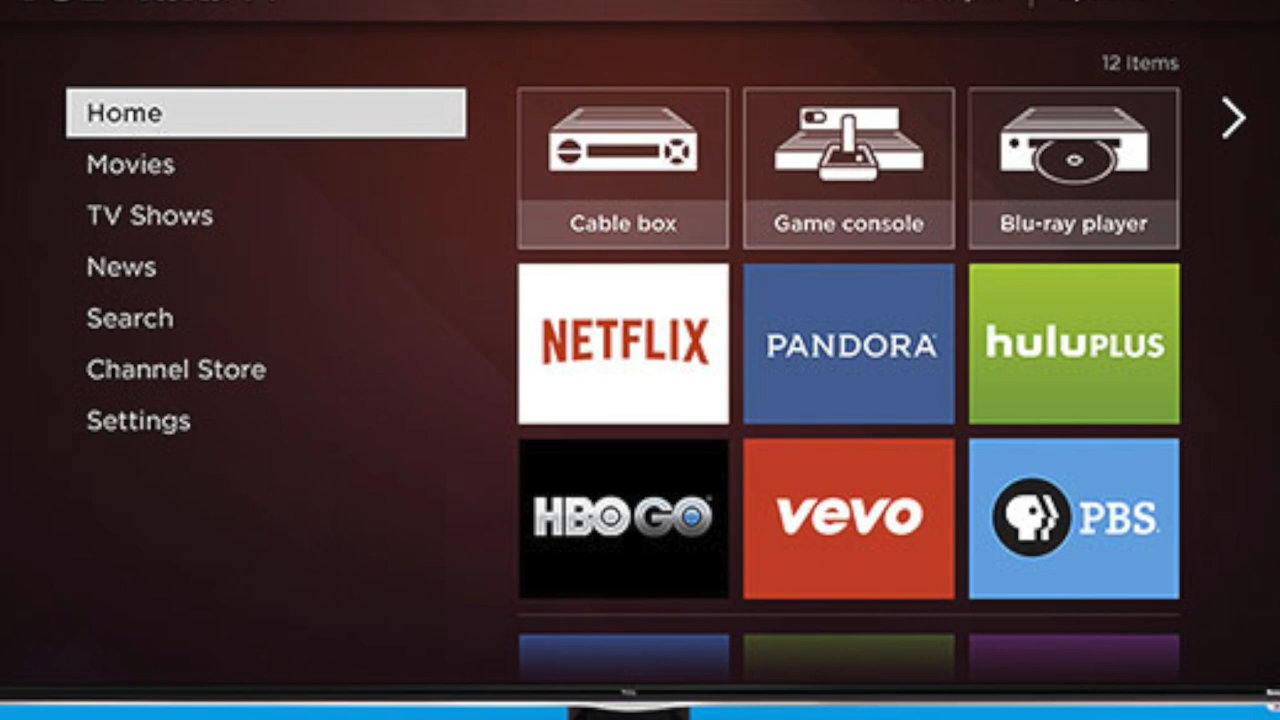 12 Items
Home
Movies
TV Shows
News
Search
Channel Store
Settings
Cable box
Game console
Blu-ray player
NETFLIX
PANDORA
huluPLUS
HBO GO
vevo
PBS
TCL